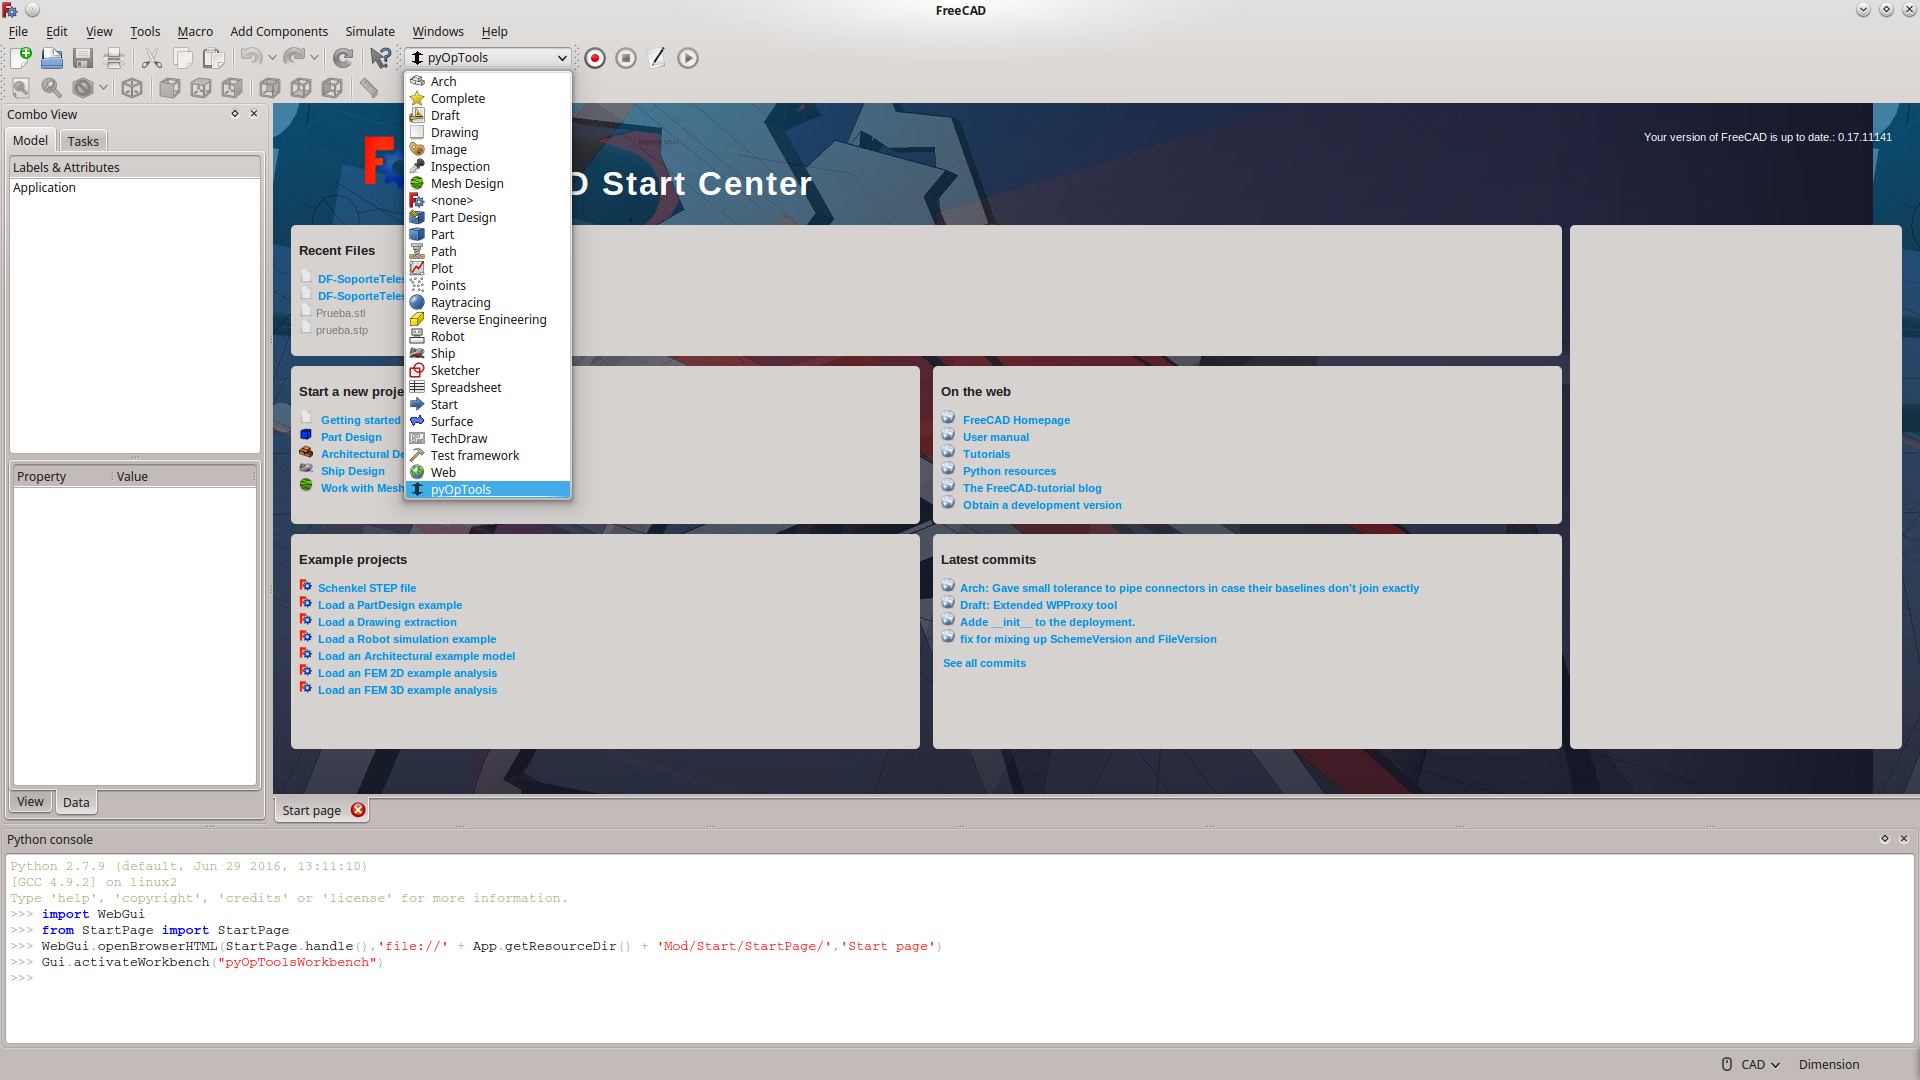 FreeCAD
File Edit View Tools Macro Add Components Simulate Windows Help
pyOpTools
Arch
Complete
Draft
Drawing
Image
Inspection
Mesh Design
<none>
Part Design
Part
Path
Plot
Points
Raytracing
Reverse Engineering
Robot
Ship
Sketcher
Spreadsheet
Start
Surface
TechDraw
Test framework
Web
pyOpTools
Combo View
Model Tasks
Labels & Attributes
Application
Property Value
View Data
Your version of FreeCAD is up to date.: 0.17.11141
D Start Center
Recent Files
DF-SoporteTeles
DF-SoporteTeles
Prueba.stl
prueba.stp
Start a new proje
Getting started
Part Design
Architectural De
Ship Design
Work with Mesh
On the web
FreeCAD Homepage
User manual
Tutorials
Python resources
The FreeCAD-tutorial blog
Obtain a development version
Example projects
Schenkel STEP file
Load a PartDesign example
Load a Drawing extraction
Load a Robot simulation example
Load an Architectural example model
Load an FEM 2D example analysis
Load an FEM 3D example analysis
Latest commits
Arch: Gave small tolerance to pipe connectors in case their baselines don't join exactly
Draft: Extended WPProxy tool
Adde __init__ to the deployment.
fix for mixing up SchemeVersion and FileVersion
See all commits
Start page
Python console
Python 2.7.9 (default, Jun 29 2016, 13:11:10)
[GCC 4.9.2] on linux2
Type 'help', 'copyright', 'credits' or 'license' for more information.
>>> import WebGui
>>> from StartPage import StartPage
>>> WebGui.openBrowserHTML(StartPage.handle(),'file://' + App.getResourceDir() + 'Mod/Start/StartPage/','Start page')
>>> Gui.activateWorkbench("pyOpToolsWorkbench")
>>>
CAD Dimension